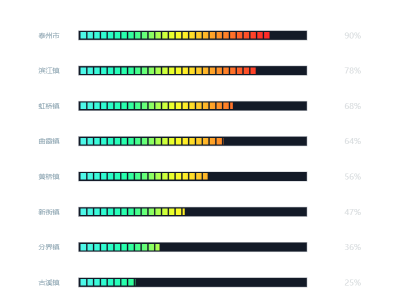 泰州市 90%
滨江镇 78%
虹桥镇 68%
曲霞镇 64%
黄桥镇 56%
新街镇 47%
分界镇 36%
古溪镇 25%